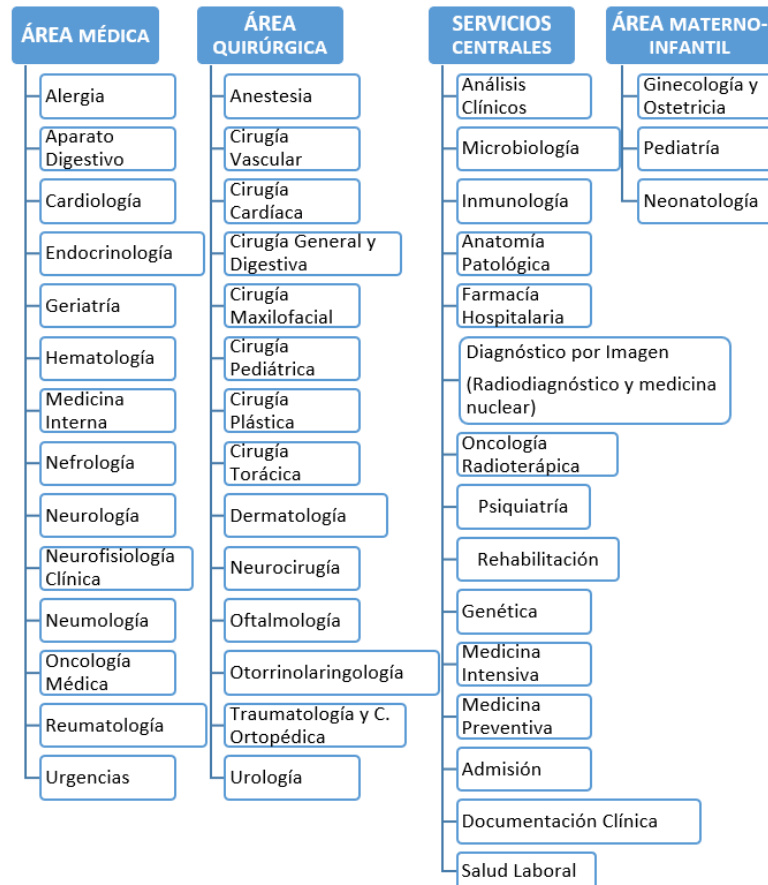 ÁREA MÉDICA
Alergia
Aparato
Digestivo
Cardiología
Endocrinología
Geriatría
Hematología
Medicina
Interna
Nefrología
Neurología
Neurofisiología
Clínica
Neumología
Oncología
Médica
Reumatología
Urgencias
ÁREA
QUIRÚRGICA
Anestesia
Cirugía
Vascular
Cirugía
Cardíaca
Cirugía General y
Digestiva
Cirugía
Maxilofacial
Cirugía
Pediátrica
Cirugía
Plástica
Cirugía
Torácica
Dermatología
Neurocirugía
Oftalmología
Otorrinolaringología
Traumatología y C.
Ortopédica
Urología
SERVICIOS
CENTRALES
Análisis
Clínicos
Microbiología
Inmunología
Anatomía
Patológica
Farmacía
Hospitalaria
Diagnóstico por Imagen
(Radiodiagnóstico y medicina
nuclear)
Oncología
Radioterápica
Psiquiatría
Rehabilitación
Genética
Medicina
Intensiva
Medicina
Preventiva
Admisión
Documentación Clínica
Salud Laboral
ÁREA MATERNO-
INFANTIL
Ginecología y
Ostetricia
Pediatría
Neonatología